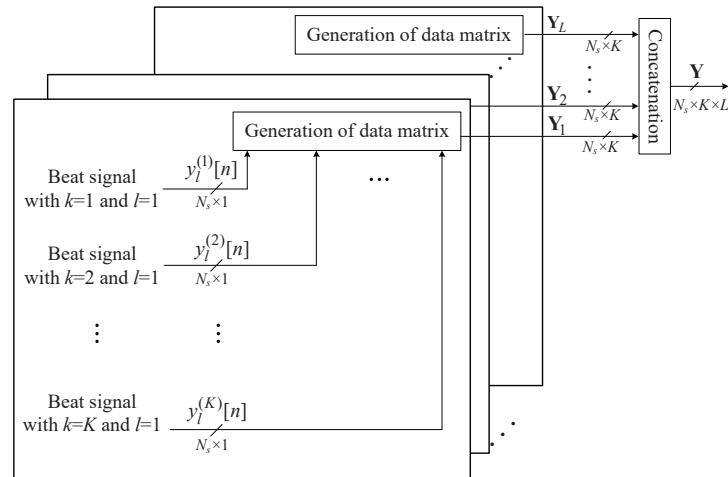 Generation of data matrix
Y_L
N_s×K
Concatenation
Y
N_s×K×L
Y_2
N_s×K
Generation of data matrix
Y_1
N_s×K
Beat signal
with k=1 and l=1
y_l^{(1)}[n]
N_s×1
...
Beat signal
with k=2 and l=1
y_l^{(2)}[n]
N_s×1
Beat signal
with k=K and l=1
y_l^{(K)}[n]
N_s×1